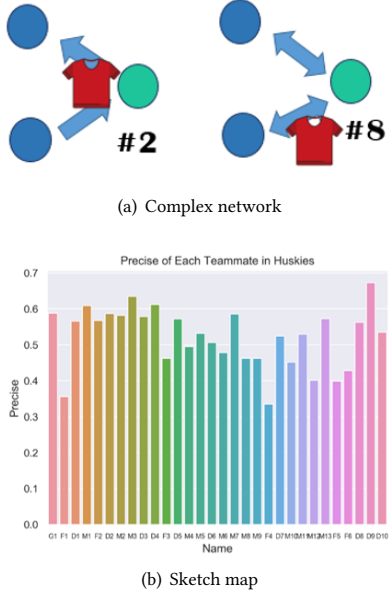 #2
#8
(a) Complex network
Precise of Each Teammate in Huskies
0.7
0.6
0.5
0.4
0.3
0.2
0.1
0.0
Precise
G1 F1 D1 M1 F2 D2 M2 M3 D3 D4 F3 D5 M4 M5 D6 M6 M7 M8 M9 F4 D7 M10 M11 M12 M13 F5 F6 D8 D9 D10
Name
(b) Sketch map